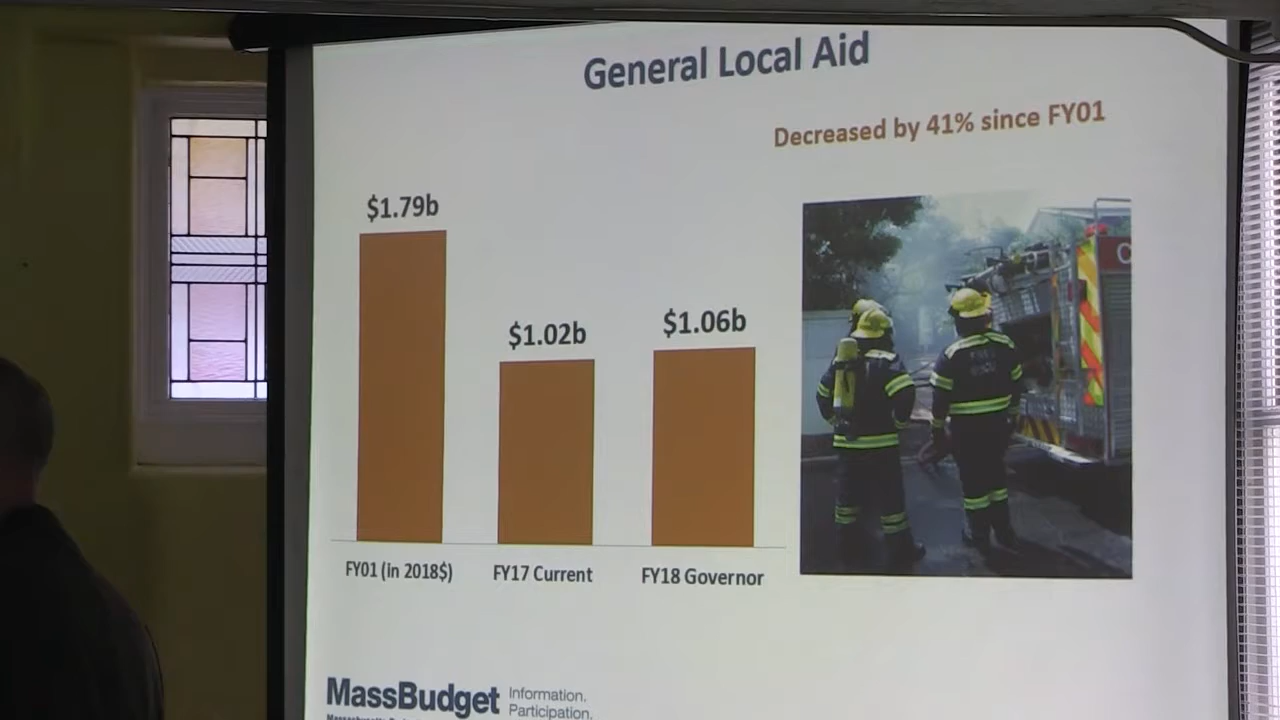 General Local Aid
Decreased by 41% since FY01
$1.79b
$1.02b
$1.06b
FY01 (in 2018$)
FY17 Current
FY18 Governor
C
MassBudget
Information.
Participation.